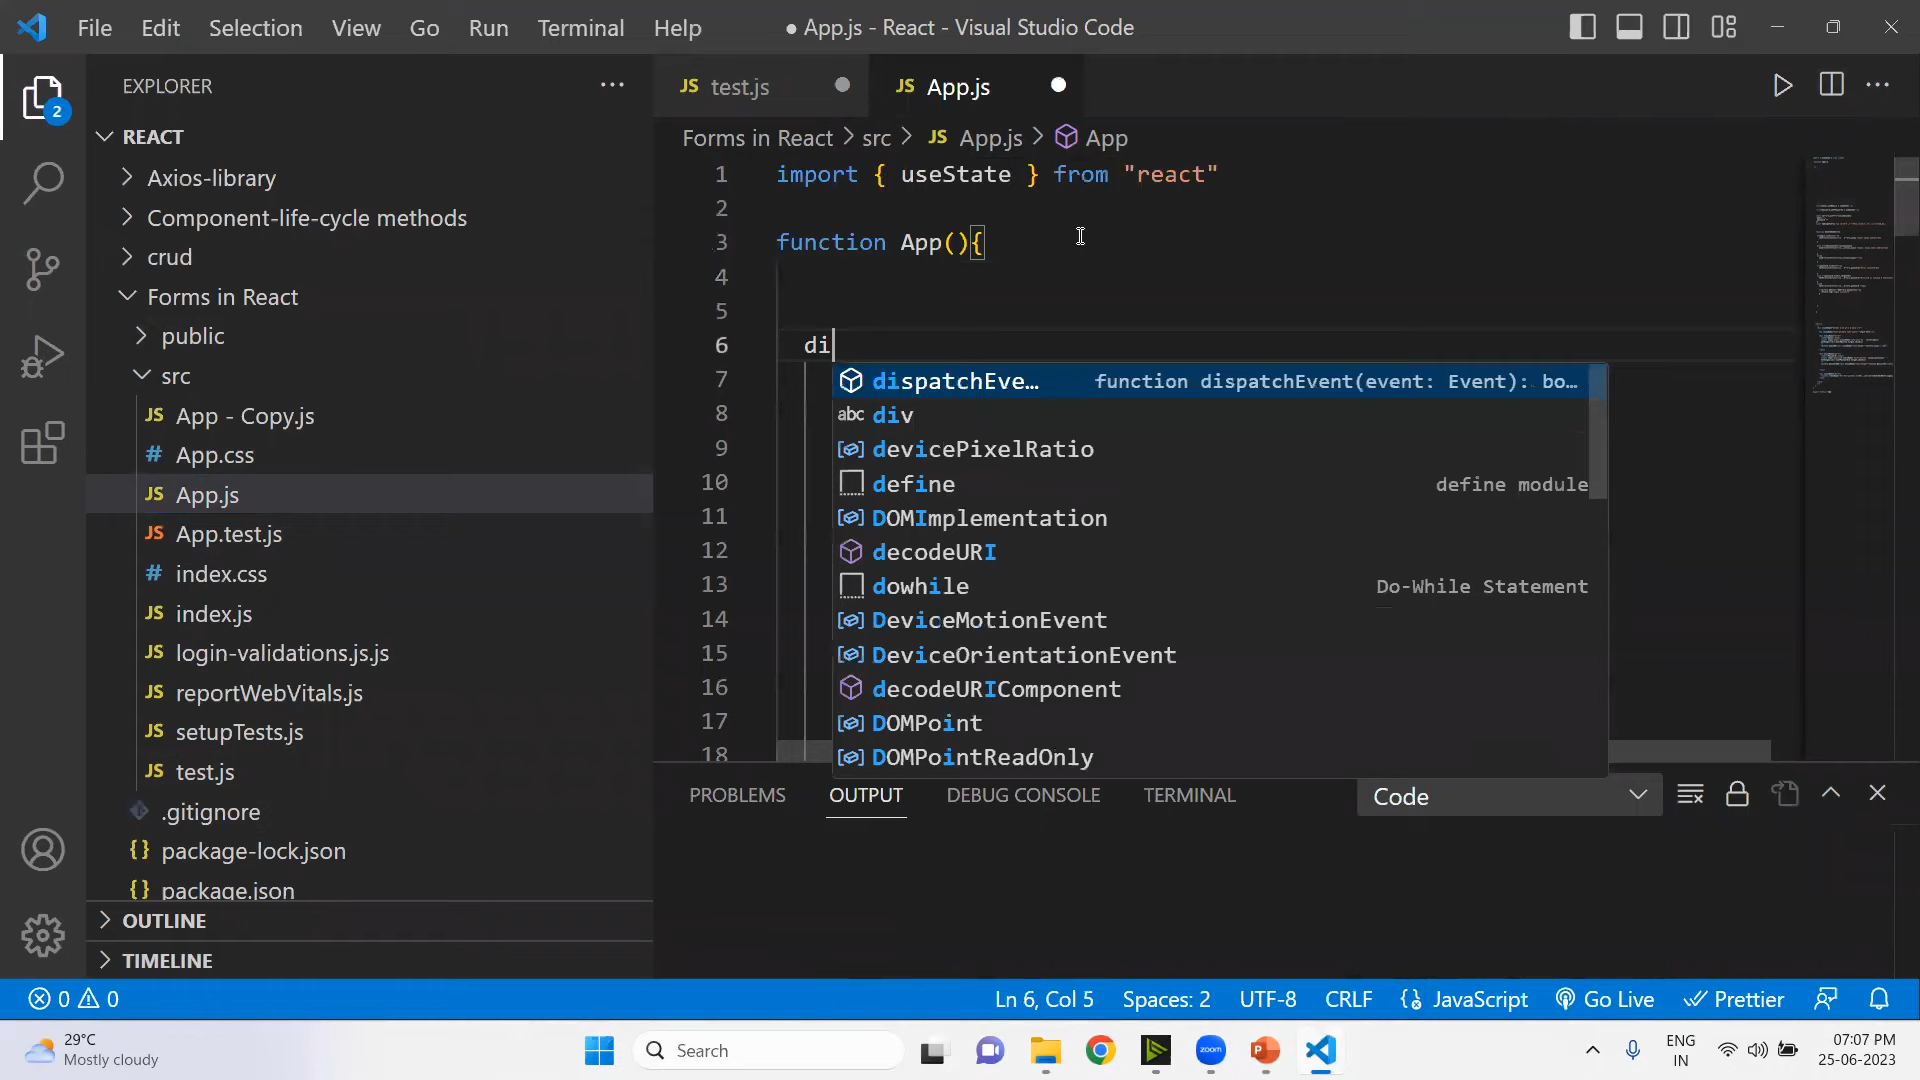 File Edit Selection View Go Run Terminal Help ● App.js - React - Visual Studio Code
EXPLORER
2
REACT
Axios-library
Component-life-cycle methods
crud
Forms in React
public
src
JS App - Copy.js
# App.css
JS App.js
JS App.test.js
# index.css
JS index.js
JS login-validations.js.js
JS reportWebVitals.js
JS setupTests.js
JS test.js
.gitignore
{} package-lock.json
{} package.json
OUTLINE
TIMELINE
JS test.js JS App.js
Forms in React > src > JS App.js > App
1 import { useState } from "react"
2
3 function App(){
4
5
6 di
7
8
9
10
11
12
13
14
15
16
17
18
dispatchEve… function dispatchEvent(event: Event): bo…
abc div
devicePixelRatio
define define module
DOMImplementation
decodeURI
dowhile Do-While Statement
DeviceMotionEvent
DeviceOrientationEvent
decodeURIComponent
DOMPoint
DOMPointReadOnly
PROBLEMS OUTPUT DEBUG CONSOLE TERMINAL Code
0 0 Ln 6, Col 5 Spaces: 2 UTF-8 CRLF {} JavaScript Go Live Prettier
29°C
Mostly cloudy
Search
zoom
ENG
IN
07:07 PM
25-06-2023